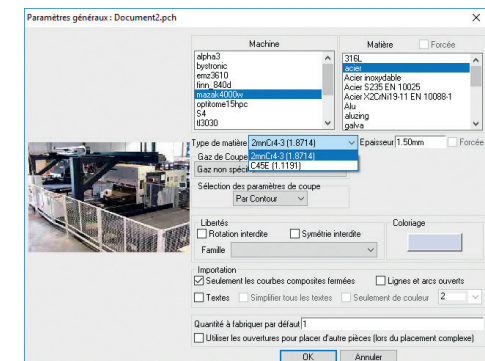 Paramètres généraux : Document2.pch
Machine
alpha3
bystronic
emz3610
finn_840d
mazak4000w
optitome15hpc
S4
tl3030
Matière
Forcée
316L
acier
Acier inoxydable
Acier S235 EN 10025
Acier X2CrNi19-11 EN 10088-1
Alu
aluzing
galva
Type de matière 2mnCr4-3 (1.8714)
Epaisseur 1.50mm
Forcée
2mnCr4-3 (1.8714)
C45E (1.1191)
Gaz de Coupe
Gaz non spéci
Sélection des paramètres de coupe
Par Contour
Libertés
Rotation interdite
Symétrie interdite
Famille
Coloriage
Importation
Seulement les courbes composites fermées
Lignes et arcs ouverts
Textes
Simplifier tous les textes
Seulement de couleur 2
Quantité à fabriquer par défaut 1
Utiliser les ouvertures pour placer d'autre pièces (lors du placement complexe)
OK
Annuler